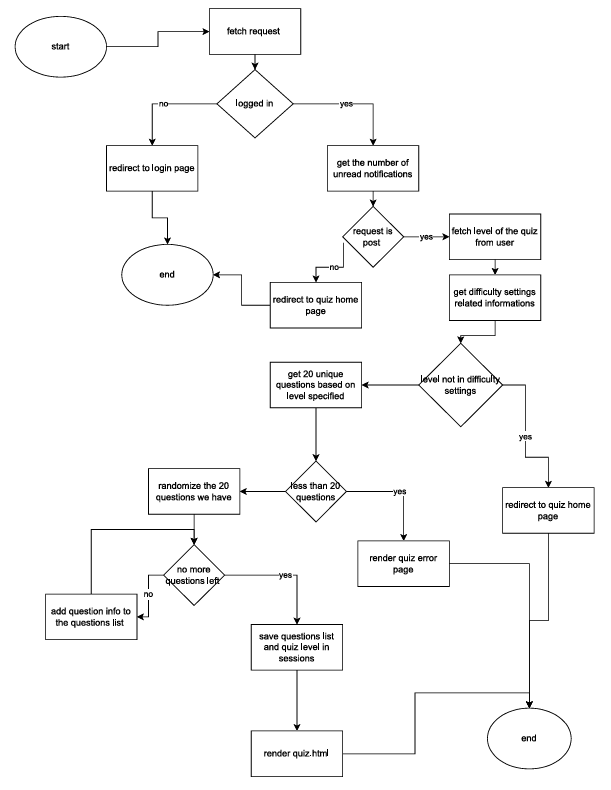 start
fetch request
logged in
no
yes
redirect to login page
get the number of
unread notifications
request is
post
yes
fetch level of the quiz
from user
end
no
redirect to quiz home
page
get difficulty settings
related informations
get 20 unique
questions based on
level specified
level not in difficulty
settings
yes
randomize the 20
questions we have
less than 20
questions
yes
redirect to quiz home
page
render quiz error
page
no more
questions left
yes
no
add question info to
the questions list
save questions list
and quiz level in
sessions
end
render quiz.html